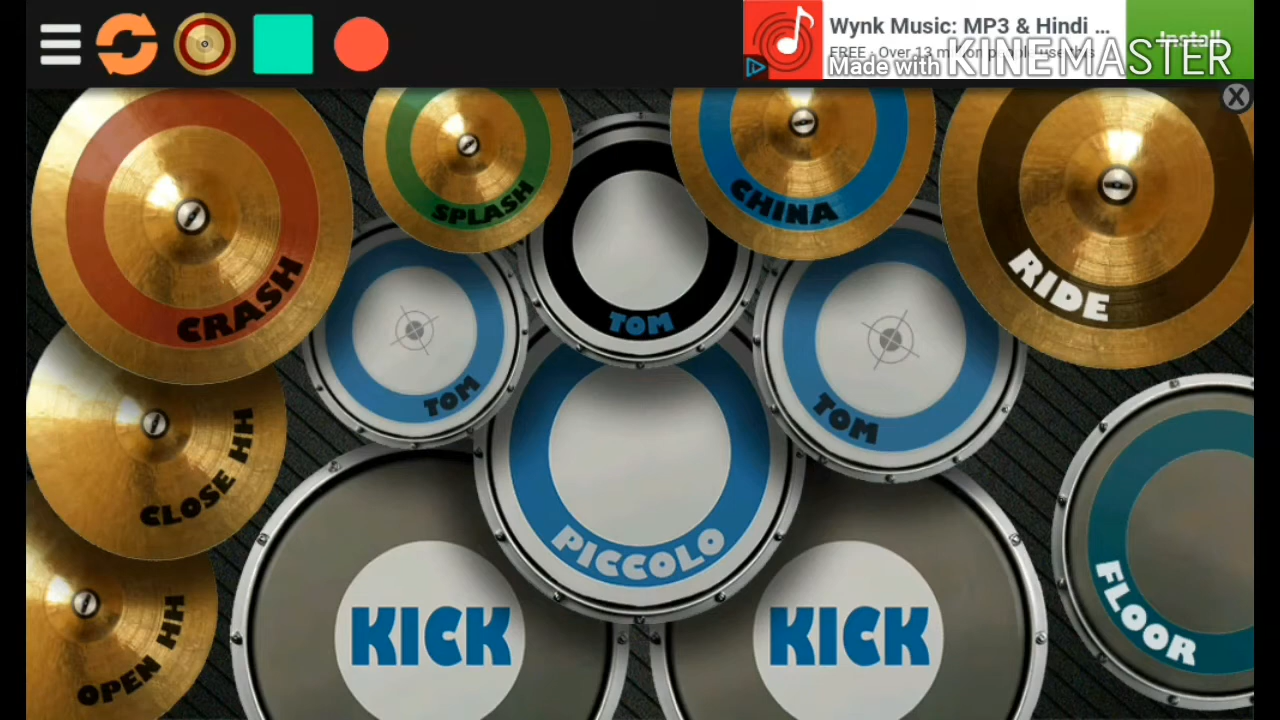 Wynk Music: MP3 & Hindi ...
FREE
Made with KINEMASTER
Install
CRASH
SPLASH
CHINA
RIDE
TOM
TOM
TOM
CLOSE HH
PICCOLO
OPEN HH
KICK
KICK
FLOOR